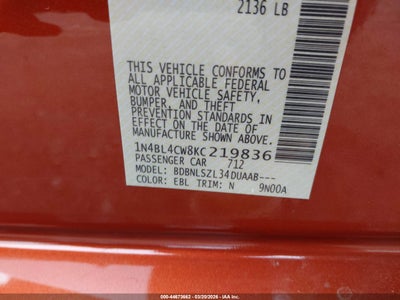 2136 LB
THIS VEHICLE CONFORMS TO
ALL APPLICABLE FEDERAL
MOTOR VEHICLE SAFETY,
BUMPER, AND THEFT
PREVENTION STANDARDS IN
EFFECT ON THE DATE OF
MANUFACTURE SHOWN ABOVE.
1N4BL4CW8KC219836
PASSENGER CAR 712
MODEL: BDBNLSZL34DUAAB---
COLOR: EBL TRIM: N 9N00A
ID: 44673662 - 03/20/2026 - IAA Inc.